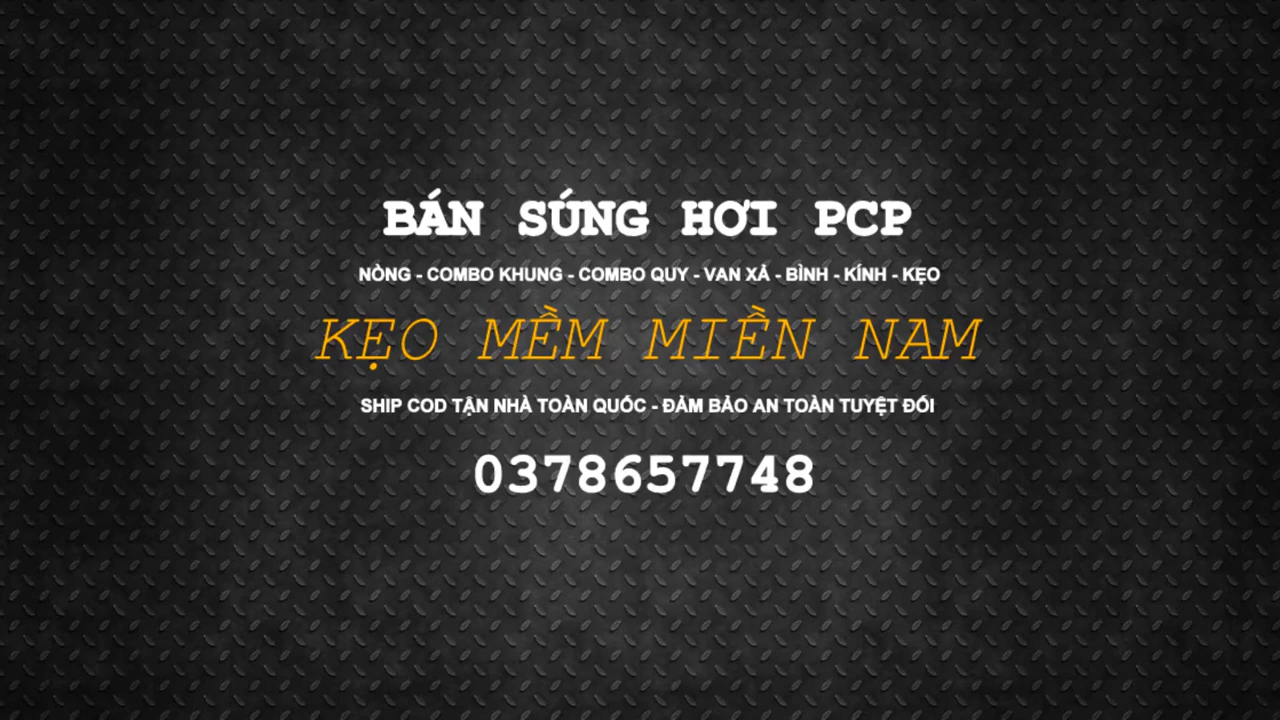 BÁN SÚNG HƠI PCP
NÒNG - COMBO KHUNG - COMBO QUY - VAN XẢ - BÌNH - KÍNH - KẸO
KẸO MỀM MIỀN NAM
SHIP COD TẬN NHÀ TOÀN QUỐC - ĐẢM BẢO AN TOÀN TUYỆT ĐỐI
0378657748